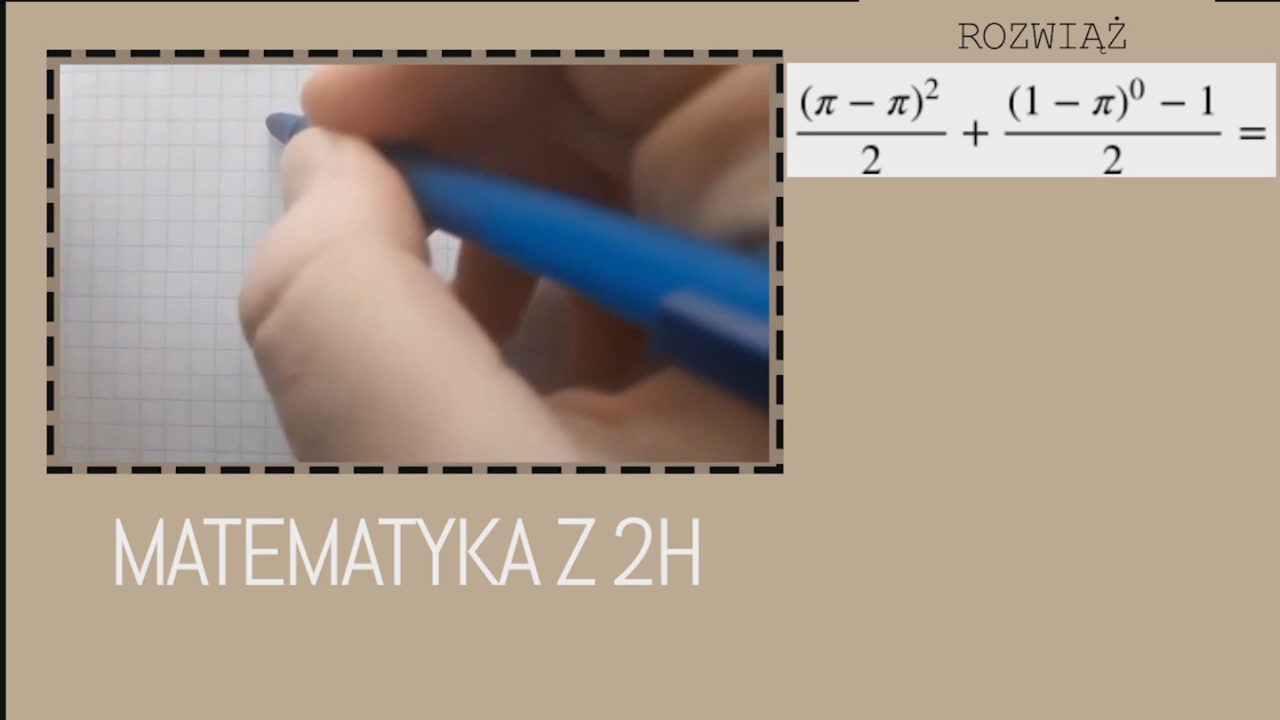 ROZWIĄŻ
(π − π)²/2 + (1 − π)⁰ − 1/2 =
MATEMATYKA Z 2H